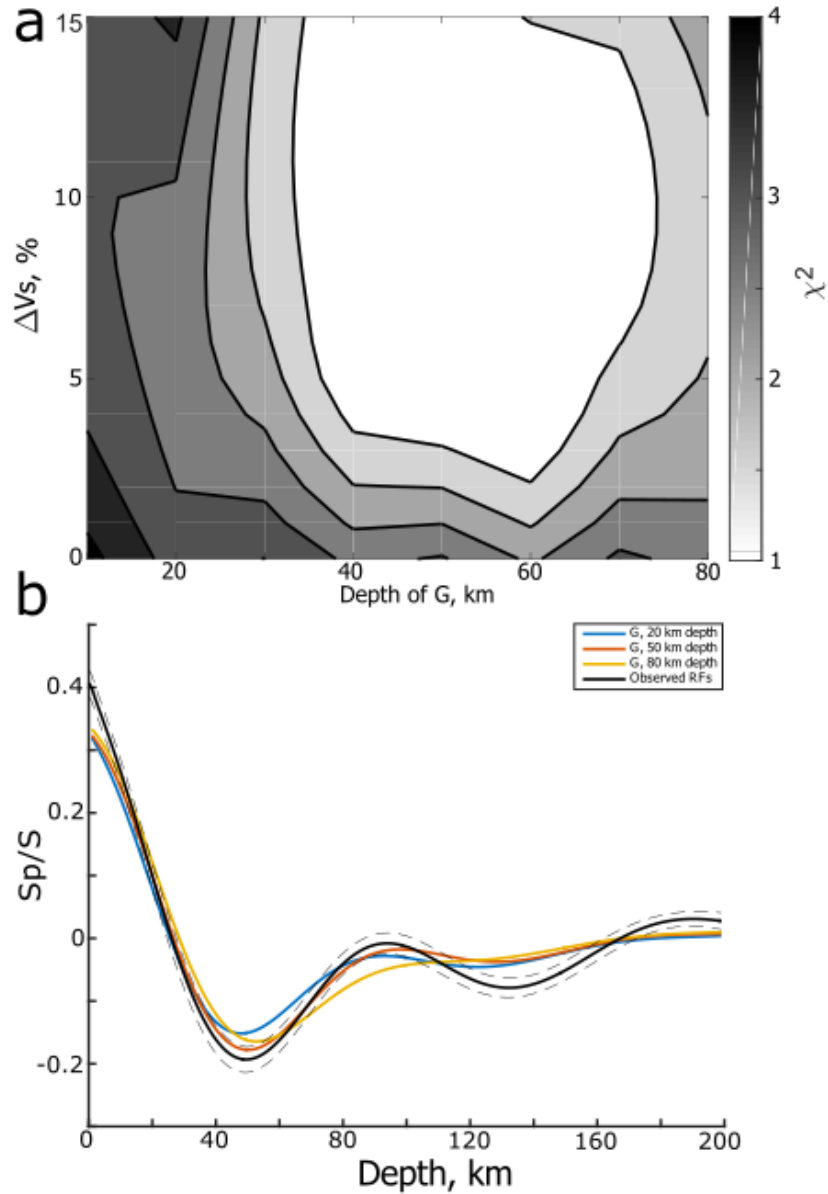 a
15
10
5
0
ΔVs, %
20
40
60
80
Depth of G, km
4
3
2
1
χ²
b
G, 20 km depth
G, 50 km depth
G, 80 km depth
Observed RFs
0.4
0.2
0
-0.2
Sp/S
0
40
80
120
160
200
Depth, km